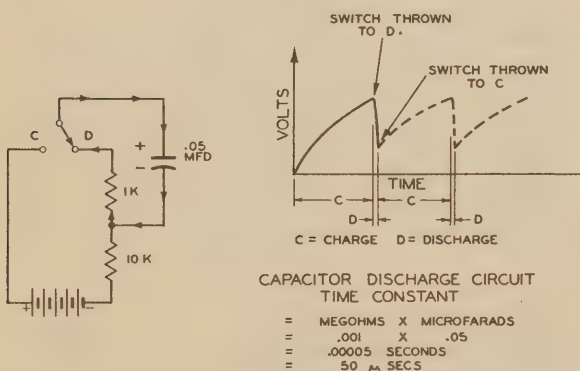 SWITCH THROWN
TO D.
SWITCH THROWN
TO C
VOLTS
TIME
C
C
D
D
C = CHARGE D = DISCHARGE
C
D
+
-
.05
MFD
1K
10 K
+
-
CAPACITOR DISCHARGE CIRCUIT
TIME CONSTANT
= MEGOHMS X MICROFARADS
= .001 X .05
= .00005 SECONDS
= 50 μ SECS